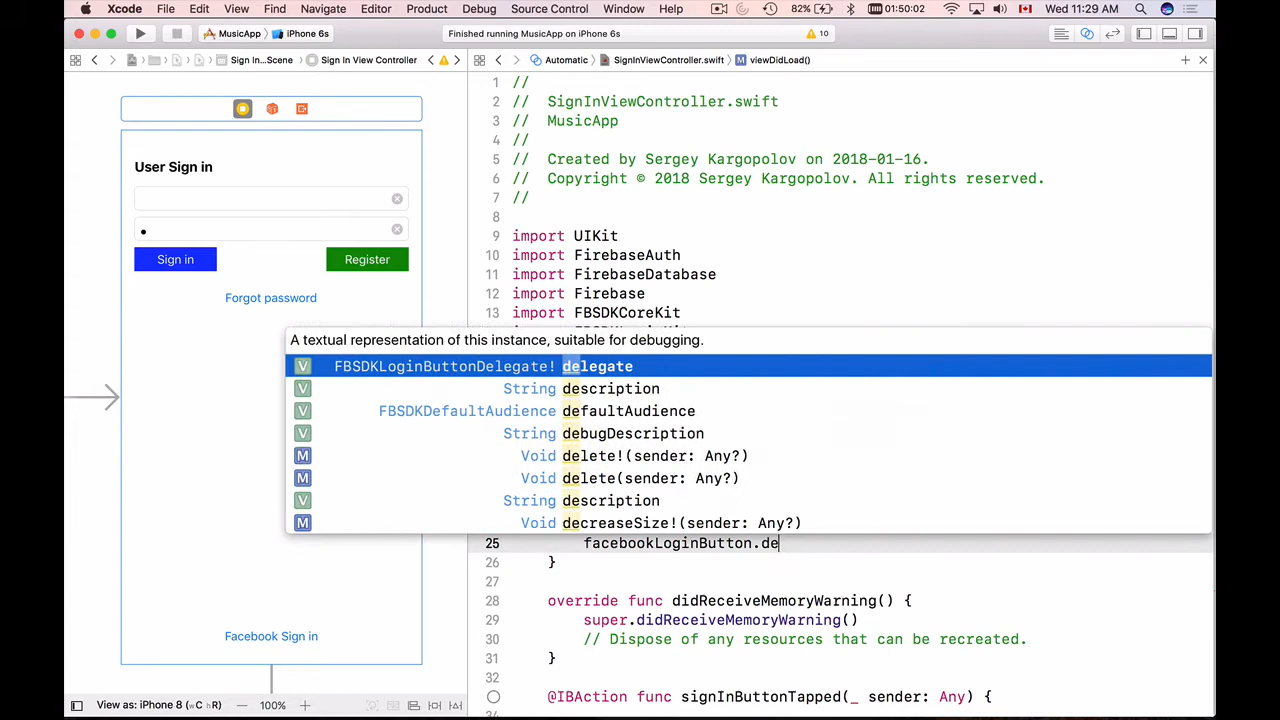 Xcode File Edit View Find Navigate Editor Product Debug Source Control Window Help 82% 01:50:02 Wed 11:29 AM
MusicApp iPhone 6s Finished running MusicApp on iPhone 6s 10
Sign In...Scene Sign In View Controller Automatic SignInViewController.swift M viewDidLoad()
User Sign in
Sign in Register
Forgot password
Facebook Sign in
View as: iPhone 8 (wC hR) 100%
1 //
2 // SignInViewController.swift
3 // MusicApp
4 //
5 // Created by Sergey Kargopolov on 2018-01-16.
6 // Copyright © 2018 Sergey Kargopolov. All rights reserved.
7 //
8
9 import UIKit
10 import FirebaseAuth
11 import FirebaseDatabase
12 import Firebase
13 import FBSDKCoreKit
A textual representation of this instance, suitable for debugging.
V FBSDKLoginButtonDelegate! delegate
V String description
V FBSDKDefaultAudience defaultAudience
V String debugDescription
M Void delete!(sender: Any?)
M Void delete(sender: Any?)
V String description
M Void decreaseSize!(sender: Any?)
25 facebookLoginButton.de
26 }
27
28 override func didReceiveMemoryWarning() {
29 super.didReceiveMemoryWarning()
30 // Dispose of any resources that can be recreated.
31 }
32
33 @IBAction func signInButtonTapped(_ sender: Any) {